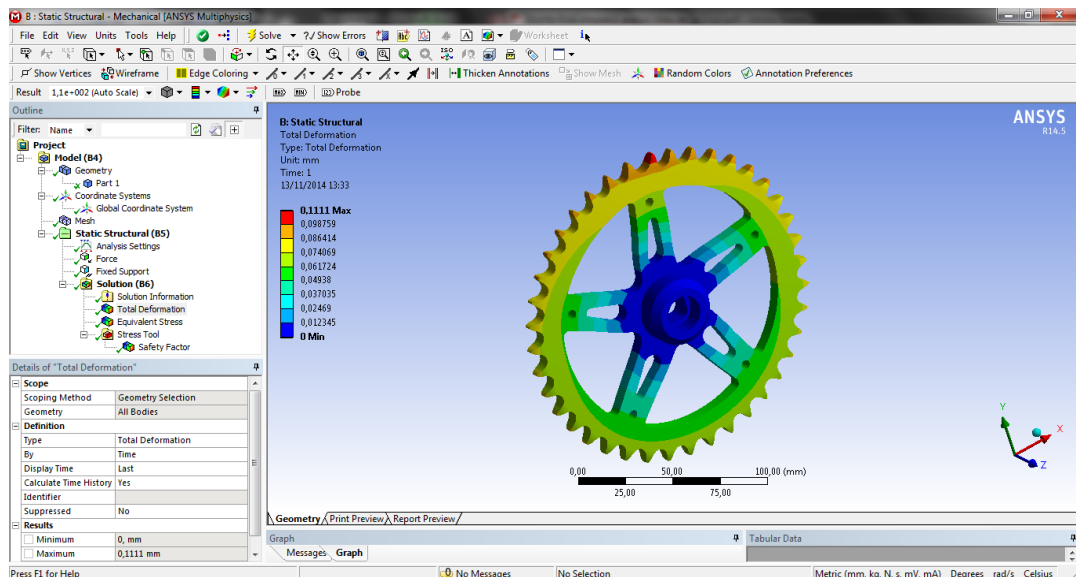 B : Static Structural - Mechanical [ANSYS Multiphysics]
File Edit View Units Tools Help Solve ?/ Show Errors Worksheet
Show Vertices Wireframe Edge Coloring Thicken Annotations Show Mesh Random Colors Annotation Preferences
Result 1,1e+002 (Auto Scale) Probe
Outline
Filter: Name
Project
Model (B4)
Geometry
Part 1
Coordinate Systems
Global Coordinate System
Mesh
Static Structural (B5)
Analysis Settings
Force
Fixed Support
Solution (B6)
Solution Information
Total Deformation
Equivalent Stress
Stress Tool
Safety Factor
Details of "Total Deformation"
Scope
Scoping Method Geometry Selection
Geometry All Bodies
Definition
Type Total Deformation
By Time
Display Time Last
Calculate Time History Yes
Identifier
Suppressed No
Results
Minimum 0, mm
Maximum 0,1111 mm
B: Static Structural
Total Deformation
Type: Total Deformation
Unit: mm
Time: 1
13/11/2014 13:33
0,1111 Max
0,098759
0,086414
0,074069
0,061724
0,04938
0,037035
0,02469
0,012345
0 Min
ANSYS
R14.5
Y
X
Z
0,00 50,00 100,00 (mm)
25,00 75,00
Geometry Print Preview Report Preview
Graph
Messages Graph
Tabular Data
Press F1 for Help
0 No Messages No Selection Metric (mm, kg, N, s, mV, mA) Degrees rad/s Celsius